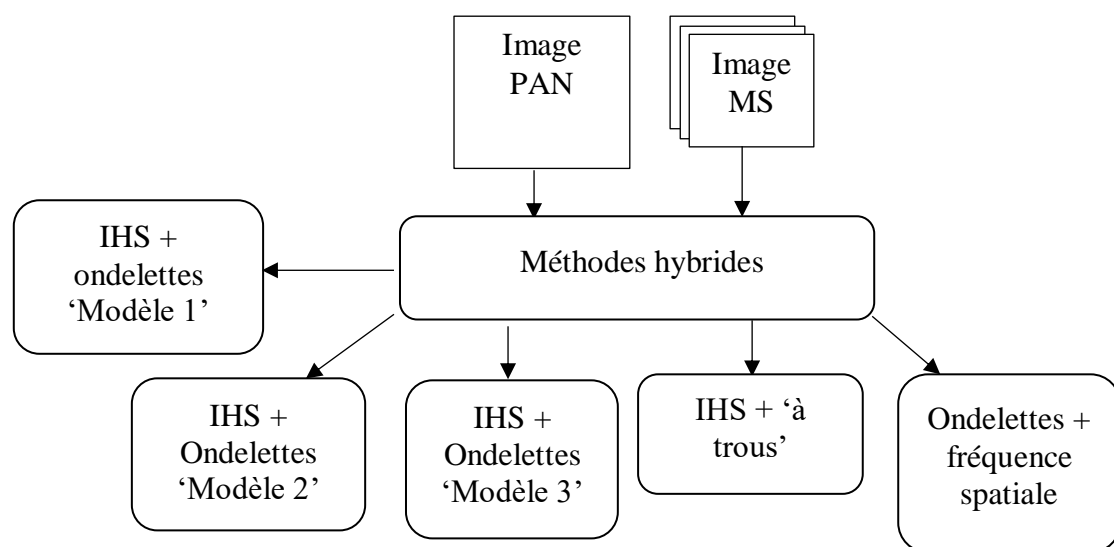 Image
PAN
Image
MS
Méthodes hybrides
IHS +
ondelettes
‘Modèle 1’
IHS +
Ondelettes
‘Modèle 2’
IHS +
Ondelettes
‘Modèle 3’
IHS + ‘à
trous’
Ondelettes +
fréquence
spatiale